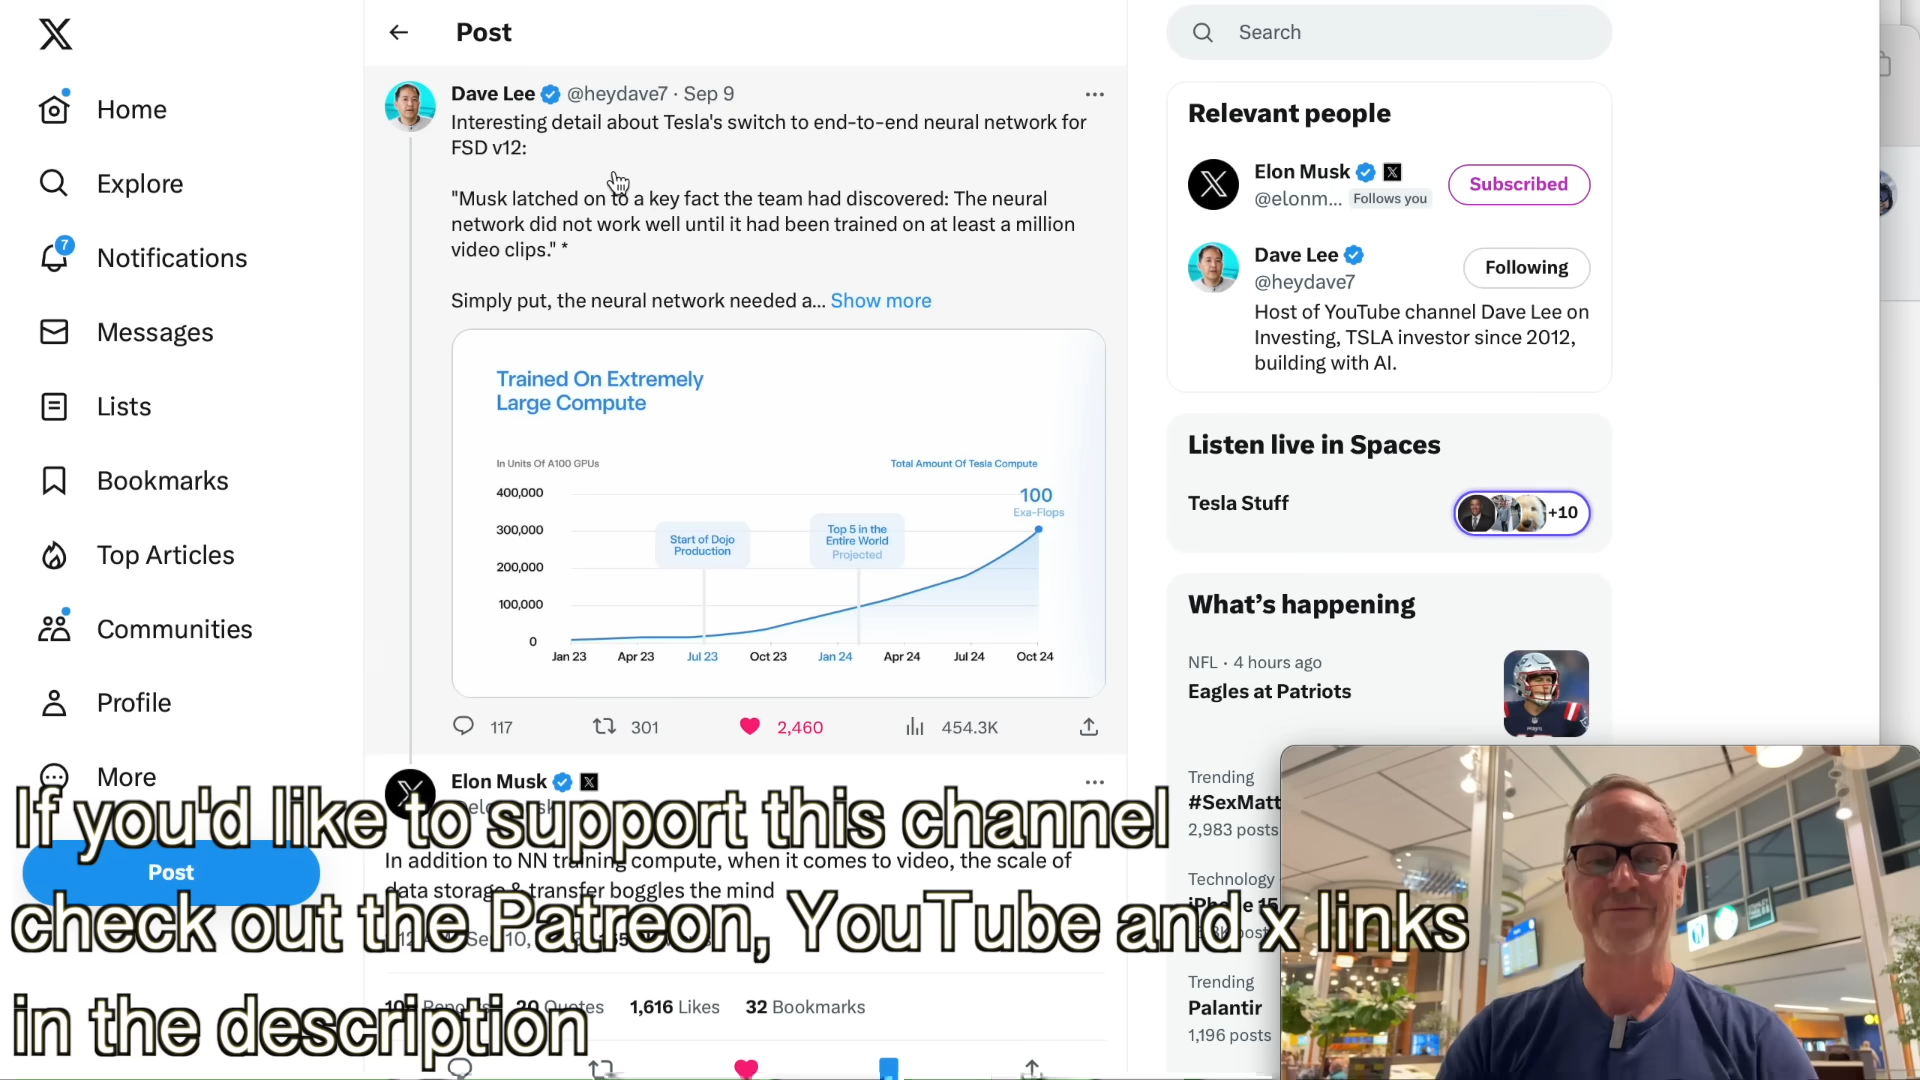 Home
Explore
7
Notifications
Messages
Lists
Bookmarks
Top Articles
Communities
Profile
More
Post
Post
Dave Lee @heydave7 · Sep 9
Interesting detail about Tesla's switch to end-to-end neural network for
FSD v12:
"Musk latched on to a key fact the team had discovered: The neural
network did not work well until it had been trained on at least a million
video clips." *
Simply put, the neural network needed a... Show more
Trained On Extremely
Large Compute
In Units Of A100 GPUs
Total Amount Of Tesla Compute
400,000
300,000
200,000
100,000
0
100
Exa-Flops
Start of Dojo
Production
Top 5 in the
Entire World
Projected
Jan 23
Apr 23
Jul 23
Oct 23
Jan 24
Apr 24
Jul 24
Oct 24
117
301
2,460
454.3K
Elon Musk
In addition to NN training compute, when it comes to video, the scale of
data storage & transfer boggles the mind
Reposts 20 Quotes 1,616 Likes 32 Bookmarks
If you'd like to support this channel
check out the Patreon, YouTube and x links
in the description
Search
Relevant people
Elon Musk
@elonm... Follows you
Subscribed
Dave Lee
@heydave7
Following
Host of YouTube channel Dave Lee on
Investing, TSLA investor since 2012,
building with AI.
Listen live in Spaces
Tesla Stuff
+10
What's happening
NFL · 4 hours ago
Eagles at Patriots
Trending
#SexMatt
2,983 posts
Technology
iPhone 15
Trending
Palantir
1,196 posts